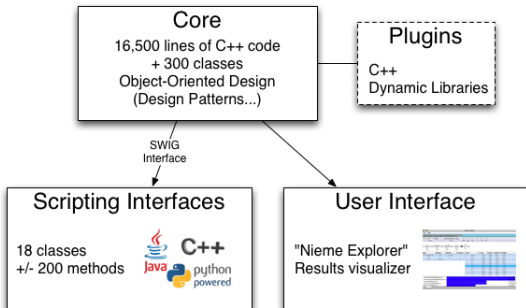 Core
16,500 lines of C++ code
+ 300 classes
Object-Oriented Design
(Design Patterns...)
Plugins
C++
Dynamic Libraries
SWIG
Interface
Scripting Interfaces
18 classes
+/- 200 methods
Java
C++
python
powered
User Interface
"Nieme Explorer"
Results visualizer